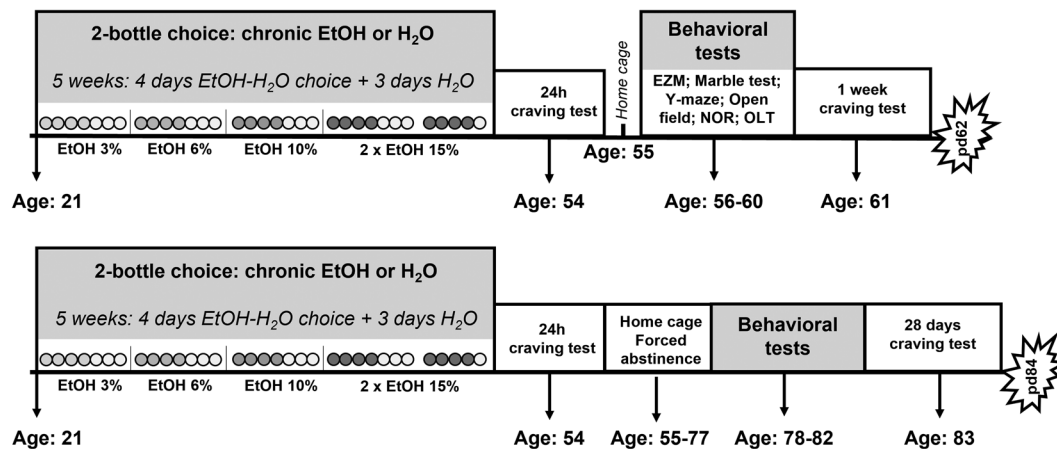 2-bottle choice: chronic EtOH or H₂O
5 weeks: 4 days EtOH-H₂O choice + 3 days H₂O
EtOH 3%
EtOH 6%
EtOH 10%
2 x EtOH 15%
24h
craving test
Home cage
Behavioral
tests
EZM; Marble test;
Y-maze; Open
field; NOR; OLT
1 week
craving test
pd62
Age: 21
Age: 54
Age: 55
Age: 56-60
Age: 61
2-bottle choice: chronic EtOH or H₂O
5 weeks: 4 days EtOH-H₂O choice + 3 days H₂O
EtOH 3%
EtOH 6%
EtOH 10%
2 x EtOH 15%
24h
craving test
Home cage
Forced
abstinence
Behavioral
tests
28 days
craving test
pd84
Age: 21
Age: 54
Age: 55-77
Age: 78-82
Age: 83